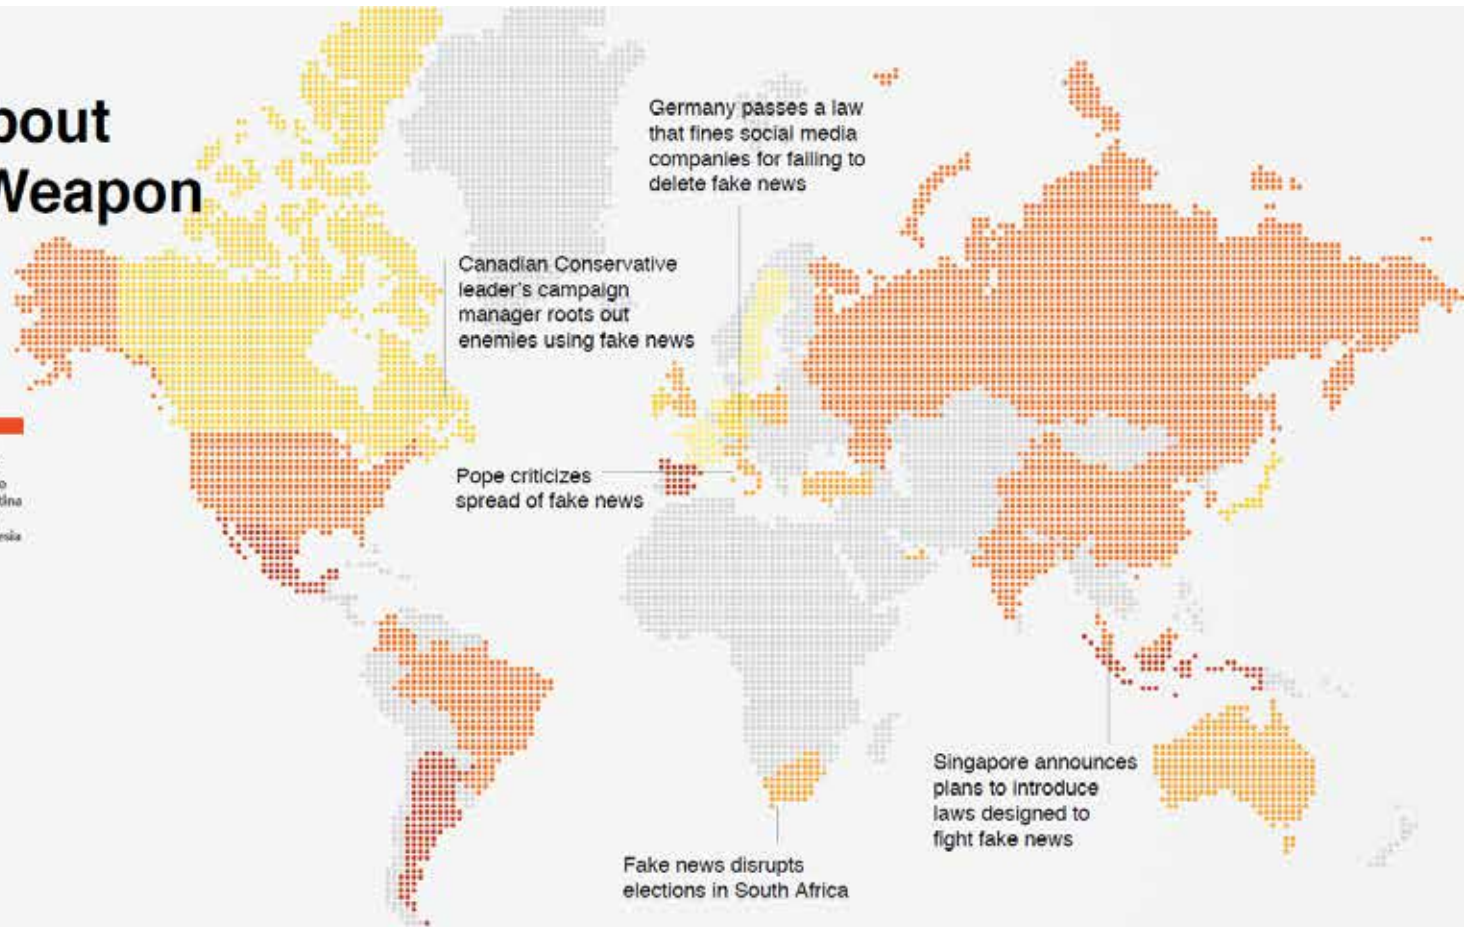 bout
Weapon
Germany passes a law
that fines social media
companies for failing to
delete fake news
Canadian Conservative
leader's campaign
manager roots out
enemies using fake news
Pope criticizes
spread of fake news
Singapore announces
plans to introduce
laws designed to
fight fake news
Fake news disrupts
elections in South Africa